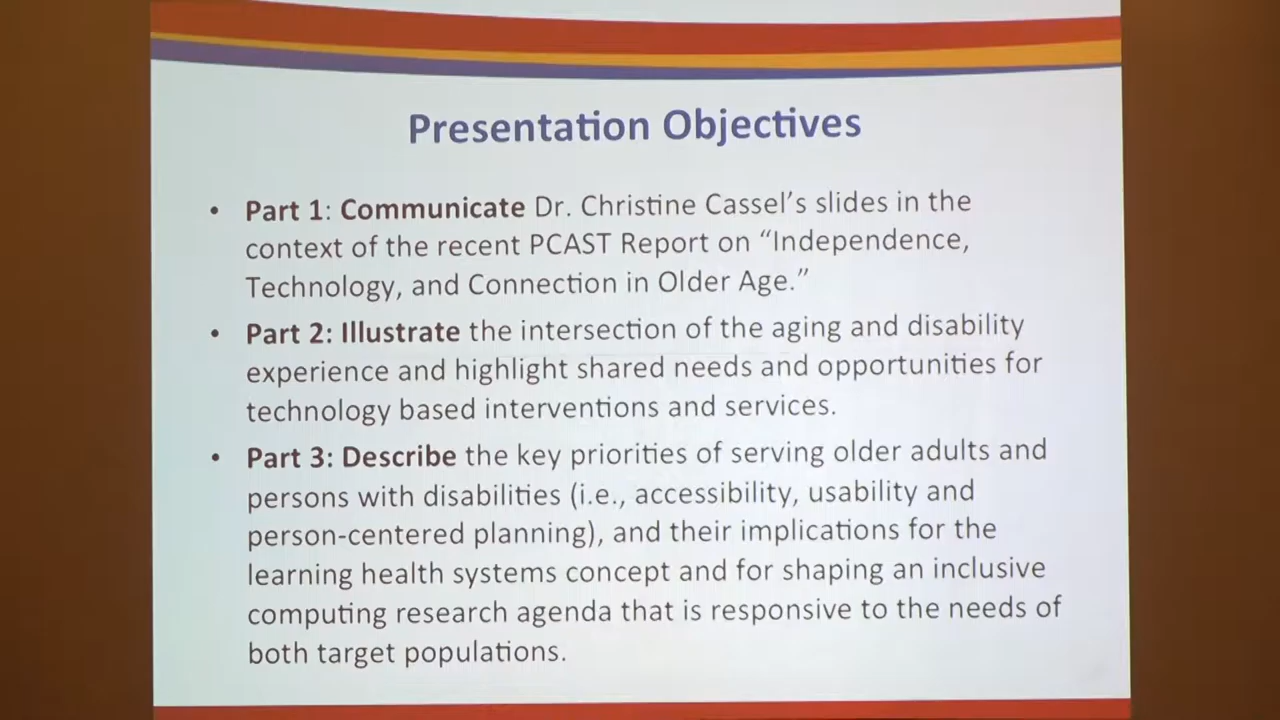 Presentation Objectives
• Part 1: Communicate Dr. Christine Cassel's slides in the
context of the recent PCAST Report on “Independence,
Technology, and Connection in Older Age.”
• Part 2: Illustrate the intersection of the aging and disability
experience and highlight shared needs and opportunities for
technology based interventions and services.
• Part 3: Describe the key priorities of serving older adults and
persons with disabilities (i.e., accessibility, usability and
person-centered planning), and their implications for the
learning health systems concept and for shaping an inclusive
computing research agenda that is responsive to the needs of
both target populations.